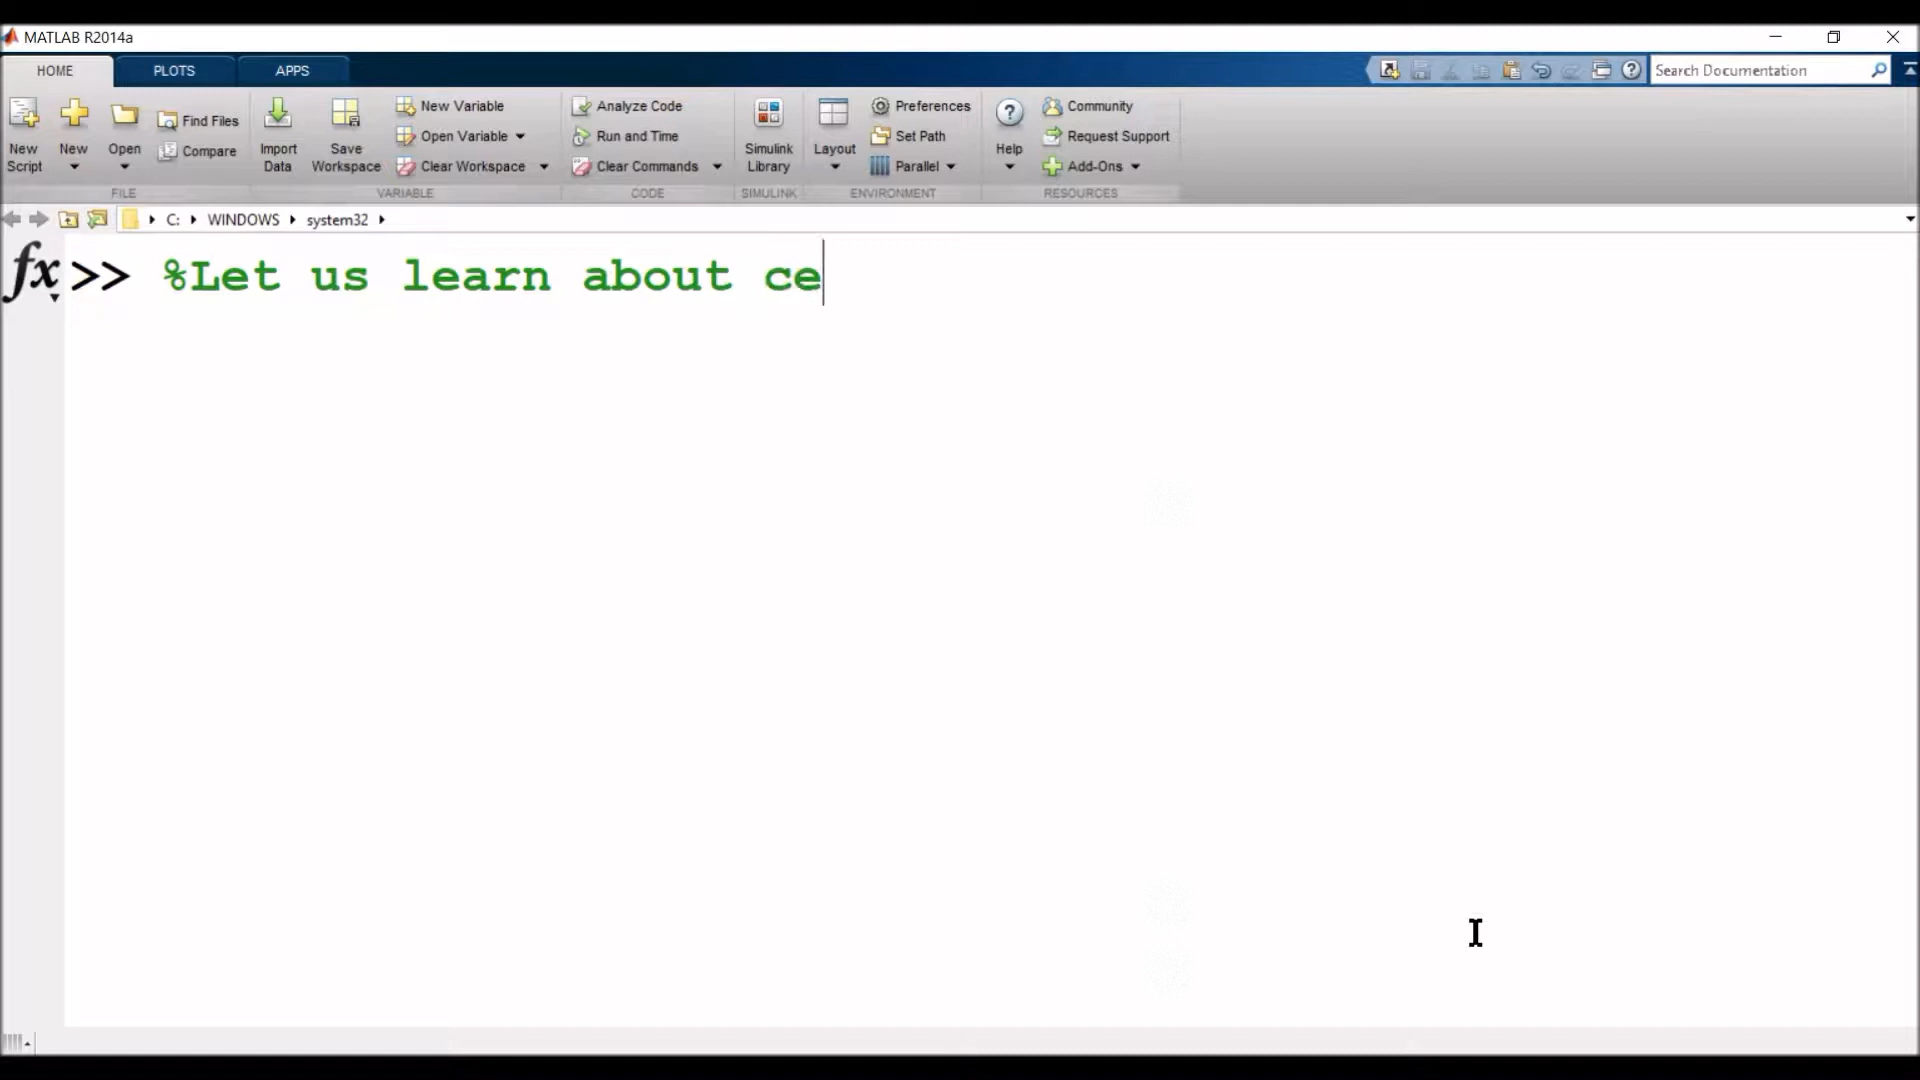 MATLAB R2014a
HOME PLOTS APPS Search Documentation
New Script New Open Find Files Compare Import Data Save Workspace New Variable Open Variable Clear Workspace Analyze Code Run and Time Clear Commands Simulink Library Layout Preferences Set Path Parallel Help Community Request Support Add-Ons
FILE VARIABLE CODE SIMULINK ENVIRONMENT RESOURCES
C: WINDOWS system32
fx >> %Let us learn about ce